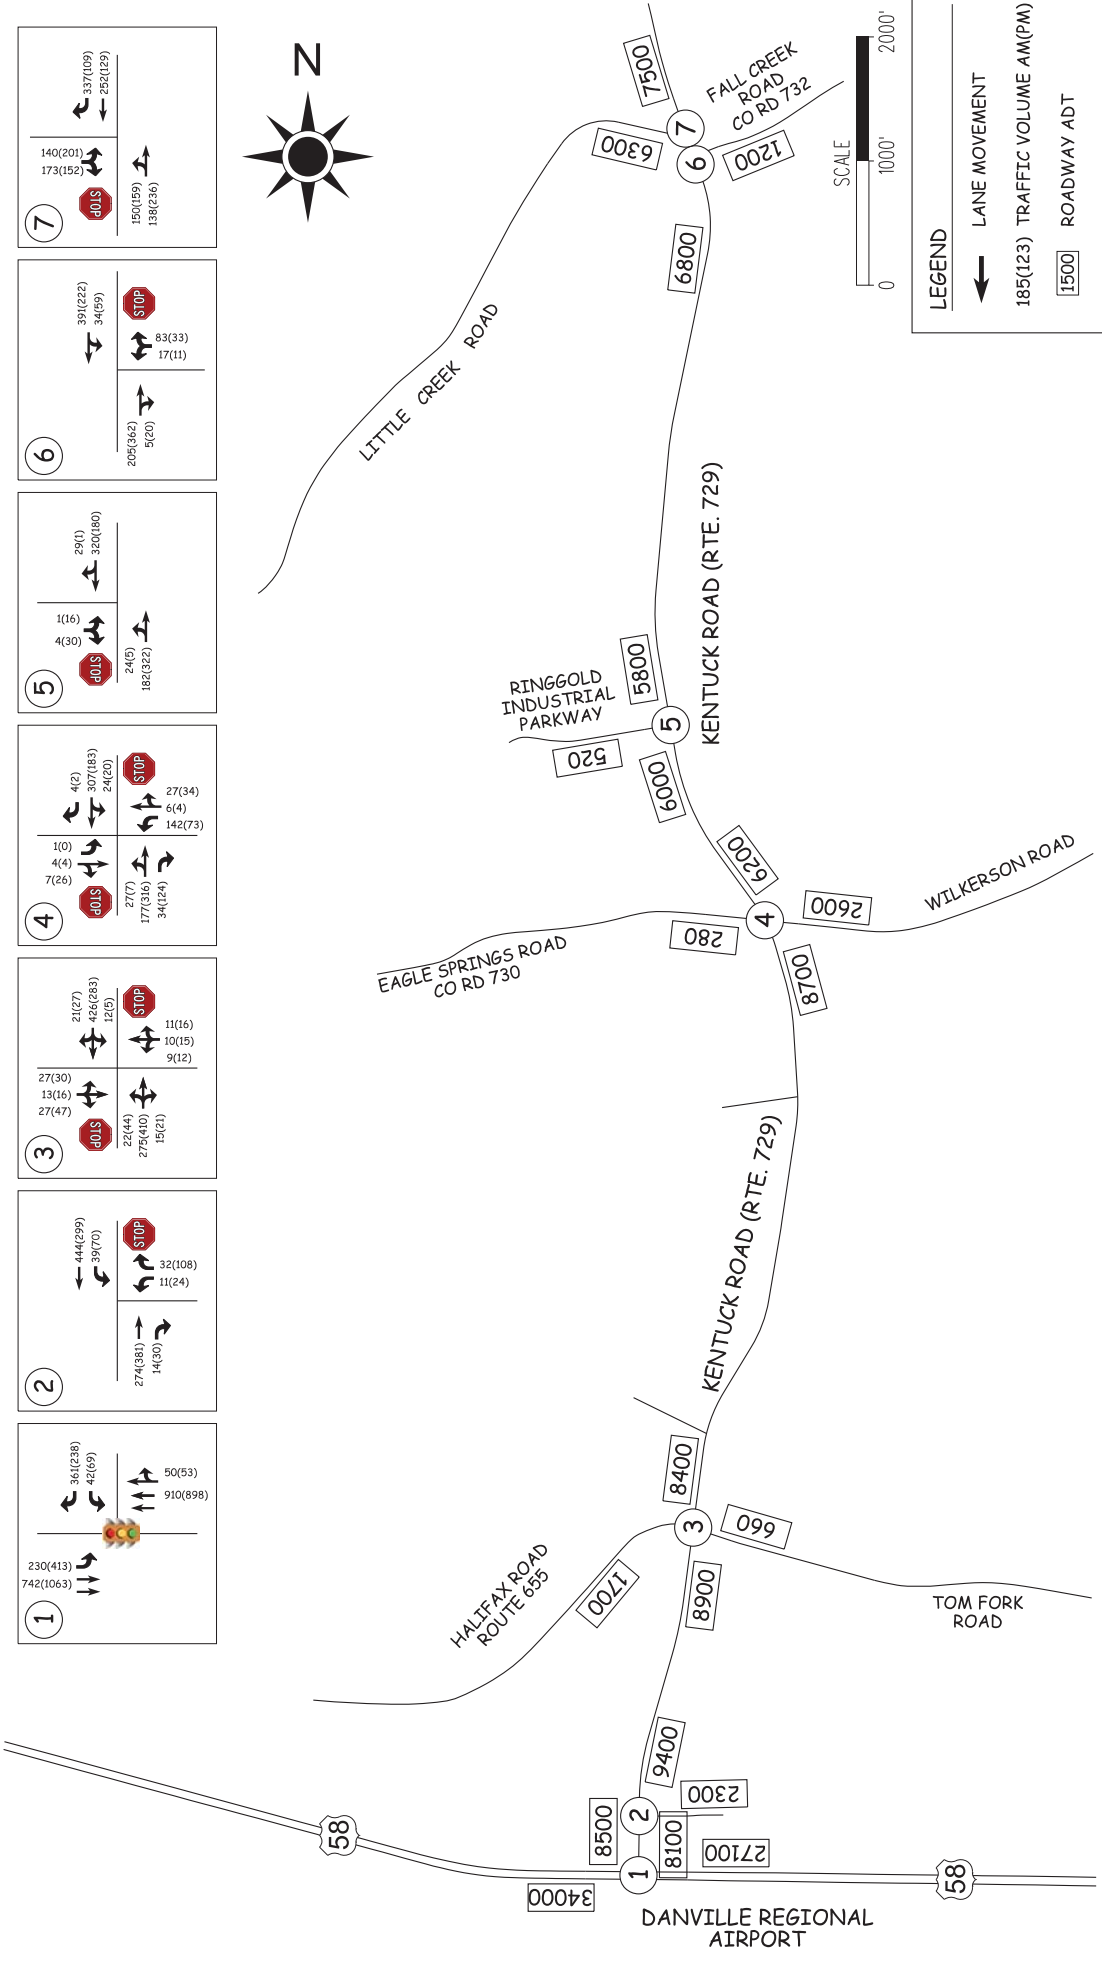 1
230(413)
742(1063)
361(238)
42(69)
50(53)
910(898)
2
444(299)
39(70)
STOP
32(108)
11(24)
274(381)
14(30)
3
27(30)
13(16)
27(47)
STOP
21(27)
426(283)
12(5)
STOP
11(16)
10(15)
9(12)
22(44)
275(410)
15(21)
4
1(0)
4(4)
7(26)
STOP
4(2)
307(183)
24(20)
STOP
27(34)
6(4)
142(73)
27(7)
177(316)
34(124)
5
1(16)
4(30)
STOP
29(1)
320(180)
24(5)
182(322)
6
391(222)
34(59)
STOP
83(33)
17(11)
205(362)
5(20)
7
140(201)
173(152)
STOP
337(109)
252(129)
150(159)
138(236)
N
58
34000
1
8500
2
8100
27100
2300
58
DANVILLE REGIONAL
AIRPORT
9400
8900
HALIFAX ROAD
ROUTE 655
1700
3
660
8400
TOM FORK
ROAD
KENTUCK ROAD (RTE. 729)
8700
EAGLE SPRINGS ROAD
CO RD 730
280
4
2600
WILKERSON ROAD
6200
6000
RINGGOLD
INDUSTRIAL
PARKWAY
520
5
5800
KENTUCK ROAD (RTE. 729)
LITTLE CREEK ROAD
6800
6300
6
7
7500
1200
FALL CREEK
ROAD
CO RD 732
SCALE
0
1000'
2000'
LEGEND
LANE MOVEMENT
185(123) TRAFFIC VOLUME AM(PM)
1500 ROADWAY ADT